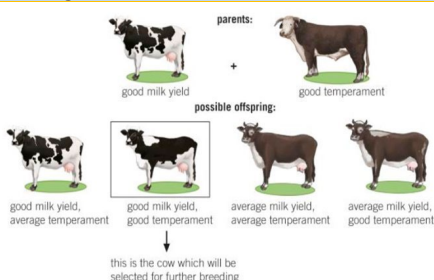 parents:
+
good milk yield
good temperament
possible offspring:
good milk yield,
average temperament
good milk yield,
good temperament
average milk yield,
average temperament
average milk yield,
good temperament
this is the cow which will be
selected for further breeding